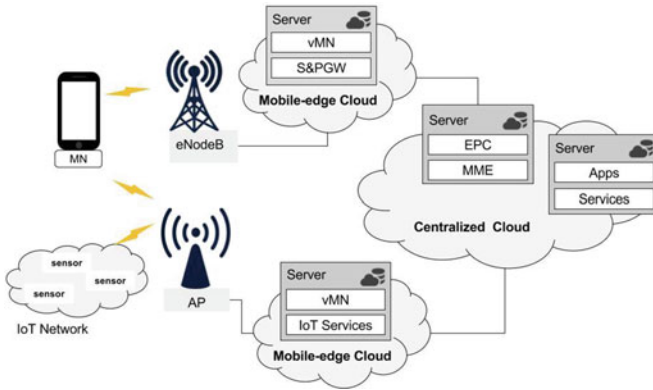 Server
vMN
S&PGW
Mobile-edge Cloud
MN
eNodeB
Server
EPC
MME
Server
Apps
Services
Centralized Cloud
sensor
sensor
sensor
IoT Network
AP
Server
vMN
IoT Services
Mobile-edge Cloud